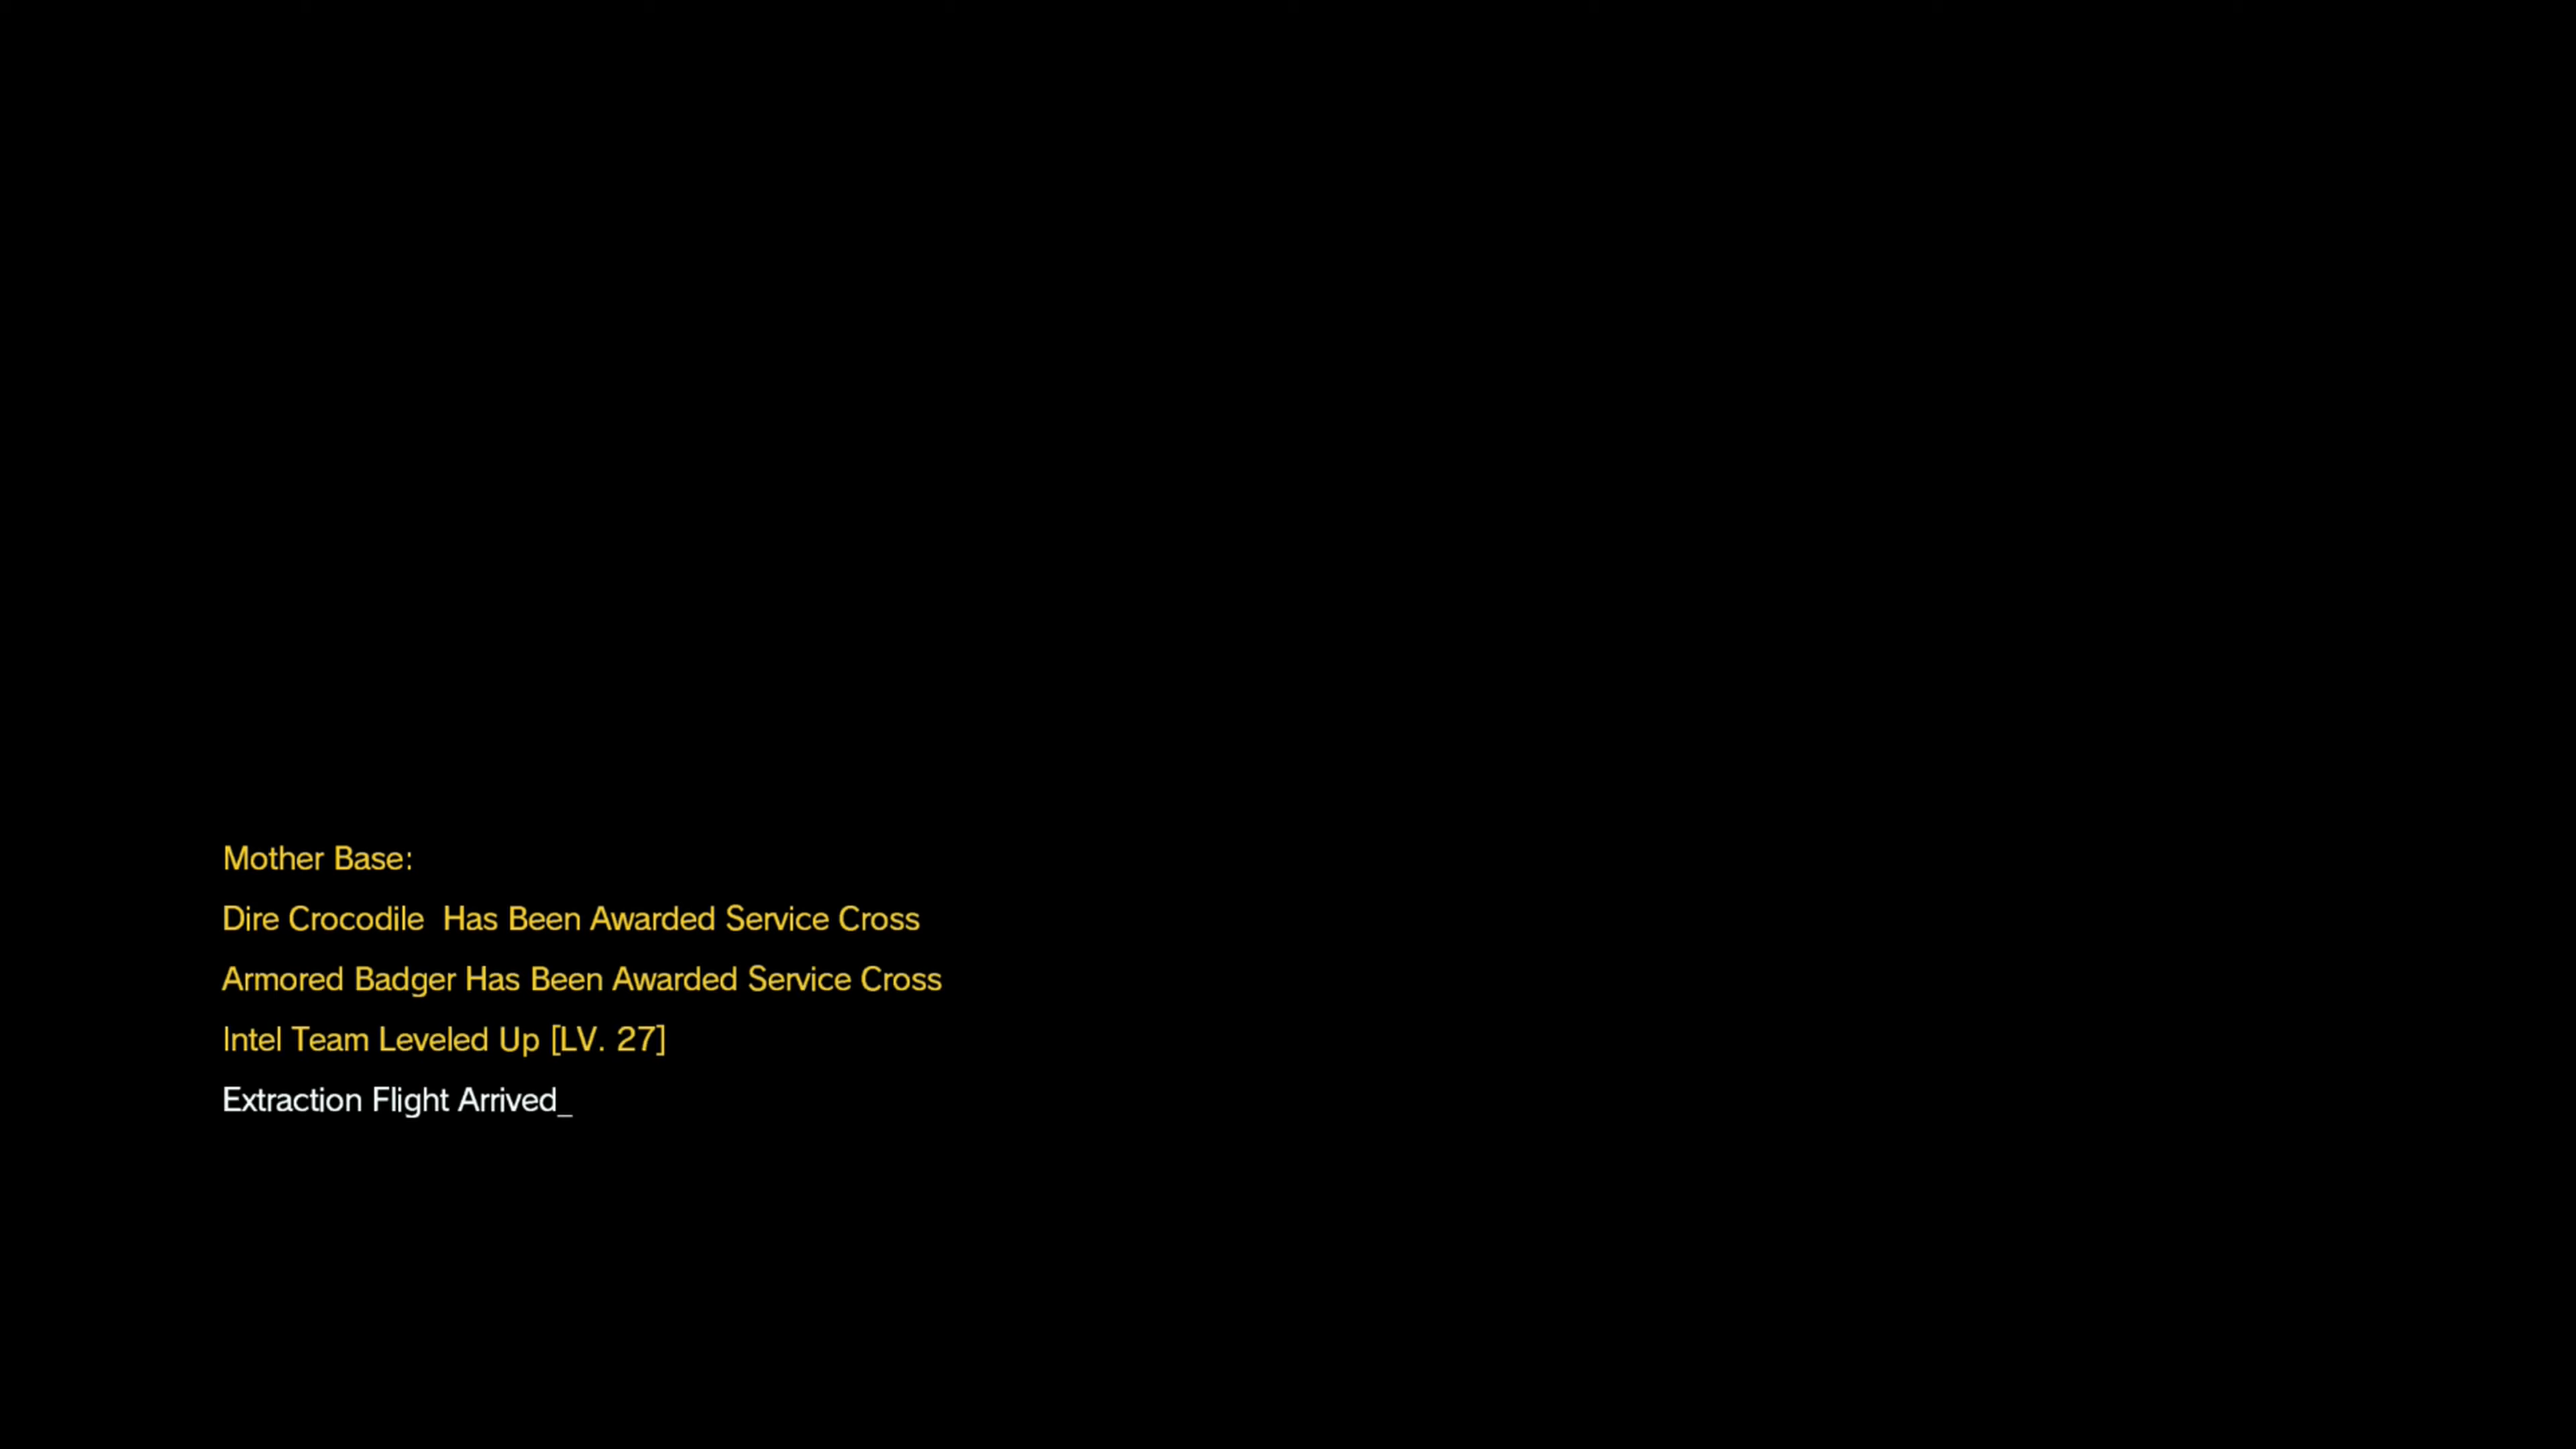 Mother Base:
Dire Crocodile  Has Been Awarded Service Cross
Armored Badger Has Been Awarded Service Cross
Intel Team Leveled Up [LV. 27]
Extraction Flight Arrived_